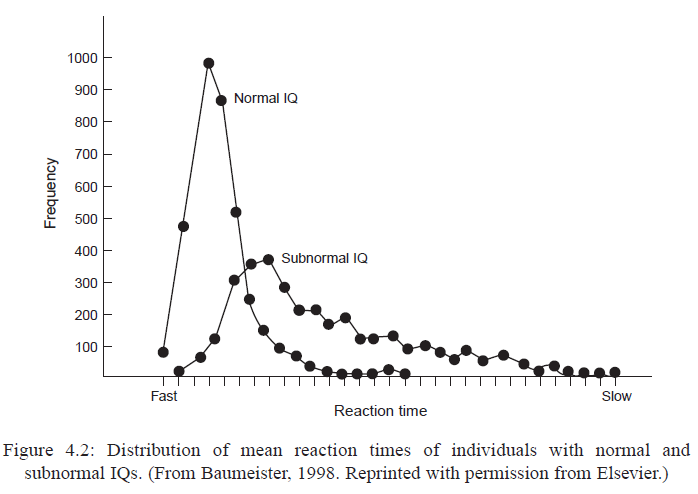 1000
900
800
700
600
500
400
300
200
100
Frequency
Normal IQ
Subnormal IQ
Fast
Slow
Reaction time
Figure 4.2: Distribution of mean reaction times of individuals with normal and
subnormal IQs. (From Baumeister, 1998. Reprinted with permission from Elsevier.)